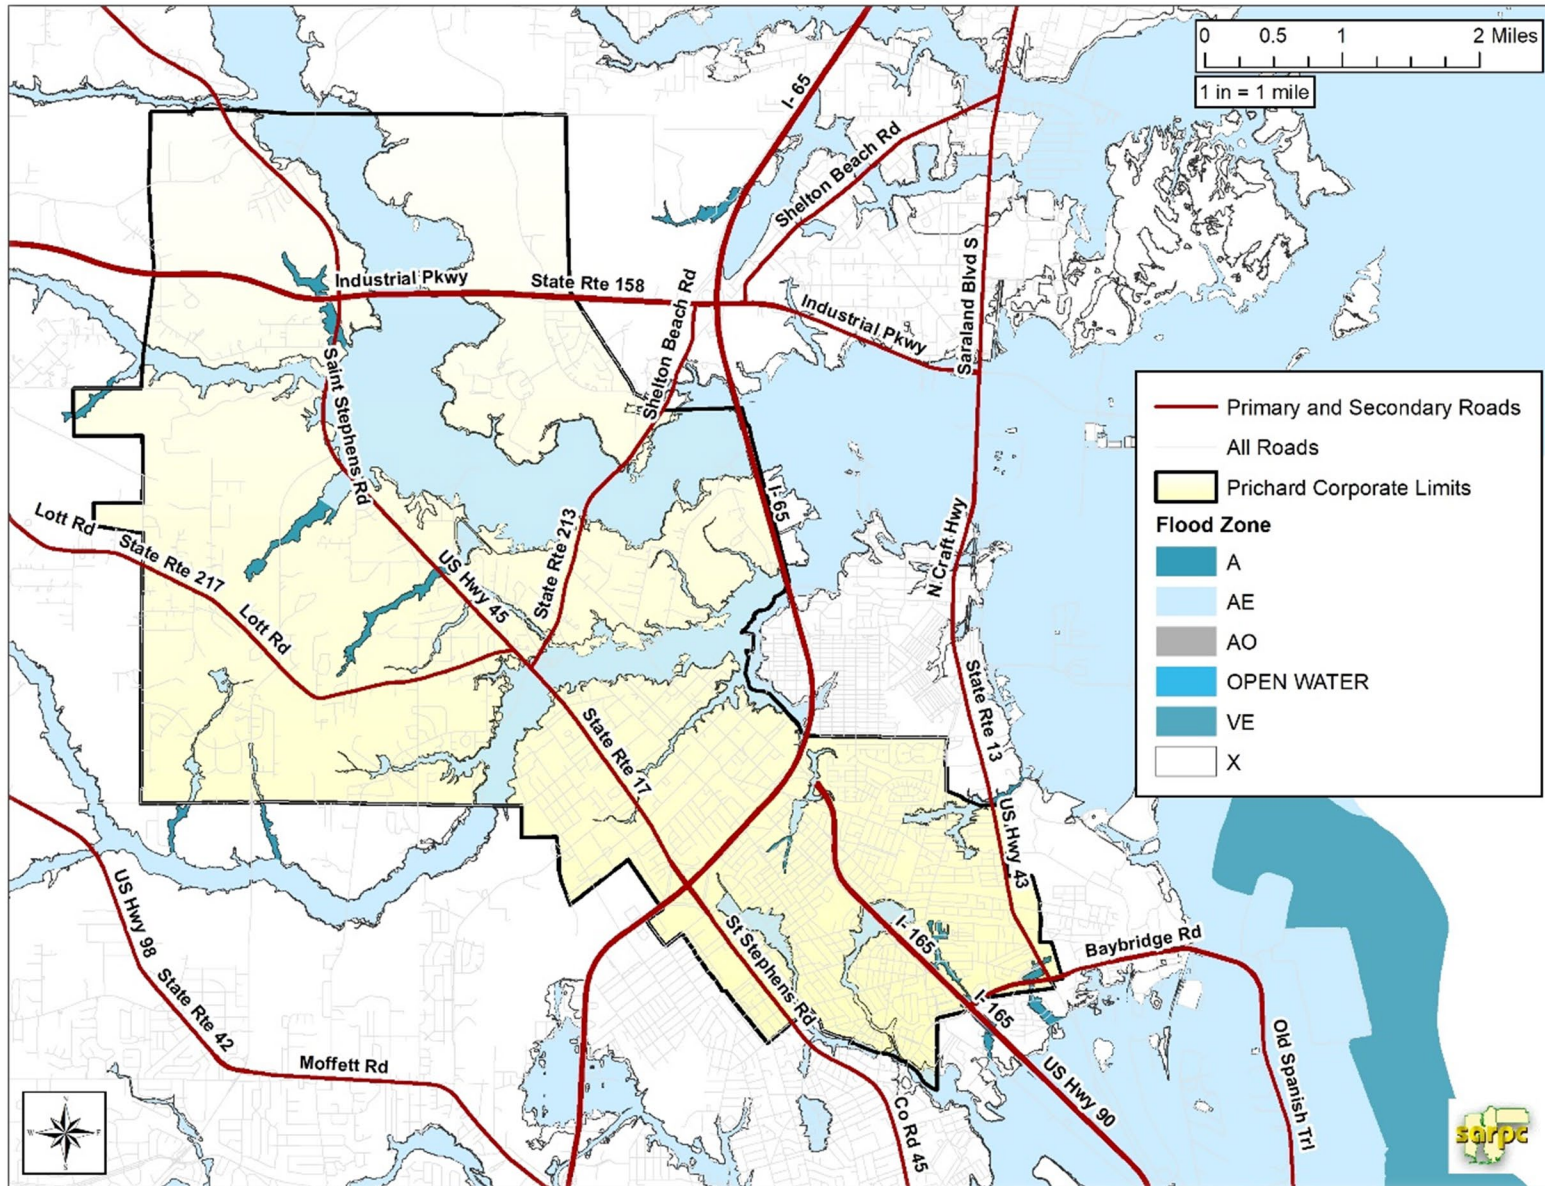 0 0.5 1 2 Miles
1 in = 1 mile
I- 65
Shelton Beach Rd
Shelton Beach Rd
Saraland Blvd S
Industrial Pkwy
State Rte 158
Industrial Pkwy
Shelton Beach Rd
Saint Stephens Rd
I- 65
Primary and Secondary Roads
All Roads
Prichard Corporate Limits
Flood Zone
A
AE
AO
OPEN WATER
VE
X
Lott Rd
State Rte 217
Lott Rd
US Hwy 45
State Rte 213
N Craft Hwy
State Rte 13
State Rte 17
US Hwy 43
US Hwy 98
State Rte 42
Moffett Rd
St Stephens Rd
I- 165
I- 165
Baybridge Rd
Old Spanish Trl
US Hwy 90
Co Rd 45
N
W E
S
sarpc